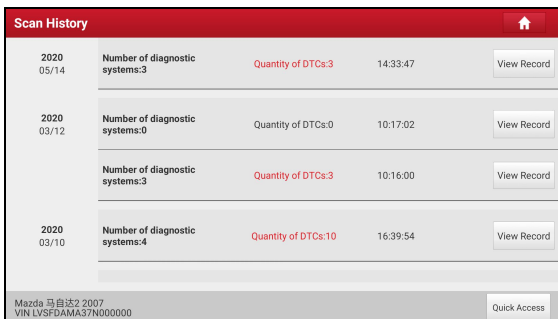 Scan History
2020
05/14
Number of diagnostic
systems:3
Quantity of DTCs:3
14:33:47
View Record
2020
03/12
Number of diagnostic
systems:0
Quantity of DTCs:0
10:17:02
View Record
Number of diagnostic
systems:3
Quantity of DTCs:3
10:16:00
View Record
2020
03/10
Number of diagnostic
systems:4
Quantity of DTCs:10
16:39:54
View Record
Mazda 马自达2 2007
VIN LVSFDAMA37N000000
Quick Access